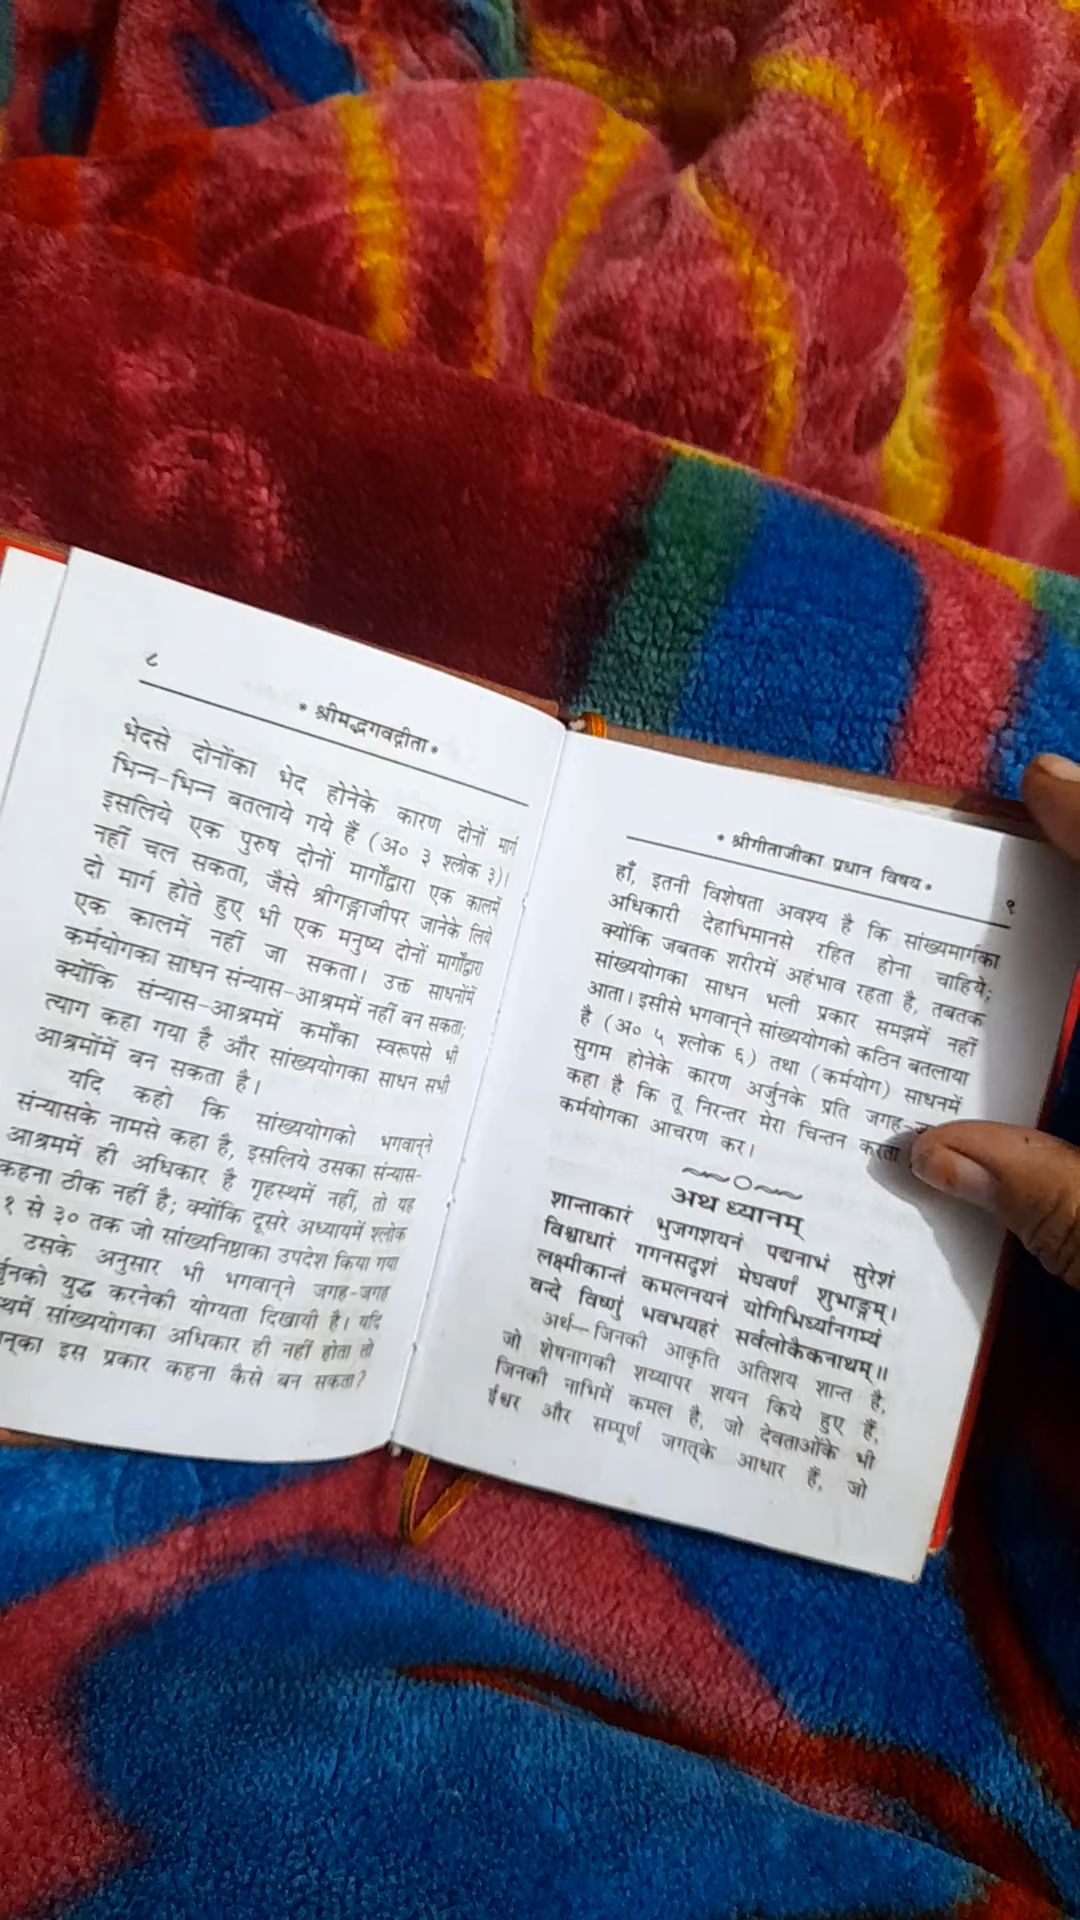 ८
* श्रीमद्भगवद्गीता *
भेदसे दोनोंका भेद होनेके कारण दोनों मार्ग
भिन्न-भिन्न बतलाये गये हैं (अ० ३ श्लोक ३)।
इसलिये एक पुरुष दोनों मार्गोंद्वारा एक कालमें
नहीं चल सकता, जैसे श्रीगङ्गाजीपर जानेके लिये
दो मार्ग होते हुए भी एक मनुष्य दोनों मार्गोंद्वारा
एक कालमें नहीं जा सकता। उक्त साधनोंमें
कर्मयोगका साधन संन्यास-आश्रममें नहीं बन सकता;
क्योंकि संन्यास-आश्रममें कर्मोंका स्वरूपसे भी
त्याग कहा गया है और सांख्ययोगका साधन सभी
आश्रमोंमें बन सकता है।
यदि कहो कि सांख्ययोगको भगवान्‌ने
संन्यासके नामसे कहा है, इसलिये उसका संन्यास-
आश्रममें ही अधिकार है गृहस्थमें नहीं, तो यह
कहना ठीक नहीं है; क्योंकि दूसरे अध्यायमें श्लोक
१ से ३० तक जो सांख्यनिष्ठाका उपदेश किया गया
उसके अनुसार भी भगवान्‌ने जगह-जगह
युद्ध करनेकी योग्यता दिखायी है। यदि
सांख्ययोगका अधिकार ही नहीं होता तो
इस प्रकार कहना कैसे बन सकता?
* श्रीगीताजीका प्रधान विषय *
९
हाँ, इतनी विशेषता अवश्य है कि सांख्यमार्गका
अधिकारी देहाभिमानसे रहित होना चाहिये;
क्योंकि जबतक शरीरमें अहंभाव रहता है, तबतक
सांख्ययोगका साधन भली प्रकार समझमें नहीं
आता। इसीसे भगवान्‌ने सांख्ययोगको कठिन बतलाया
है (अ० ५ श्लोक ६) तथा (कर्मयोग) साधनमें
सुगम होनेके कारण अर्जुनके प्रति जगह-
कहा है कि तू निरन्तर मेरा चिन्तन करता
कर्मयोगका आचरण कर।
अथ ध्यानम्
शान्ताकारं भुजगशयनं पद्मनाभं सुरेशं
विश्वाधारं गगनसदृशं मेघवर्णं शुभाङ्गम्।
लक्ष्मीकान्तं कमलनयनं योगिभिर्ध्यानगम्यं
वन्दे विष्णुं भवभयहरं सर्वलोकैकनाथम्॥
अर्थ—जिनकी आकृति अतिशय शान्त है,
जो शेषनागकी शय्यापर शयन किये हुए हैं,
जिनकी नाभिमें कमल है, जो देवताओंके भी
ईश्वर और सम्पूर्ण जगत्‌के आधार हैं, जो